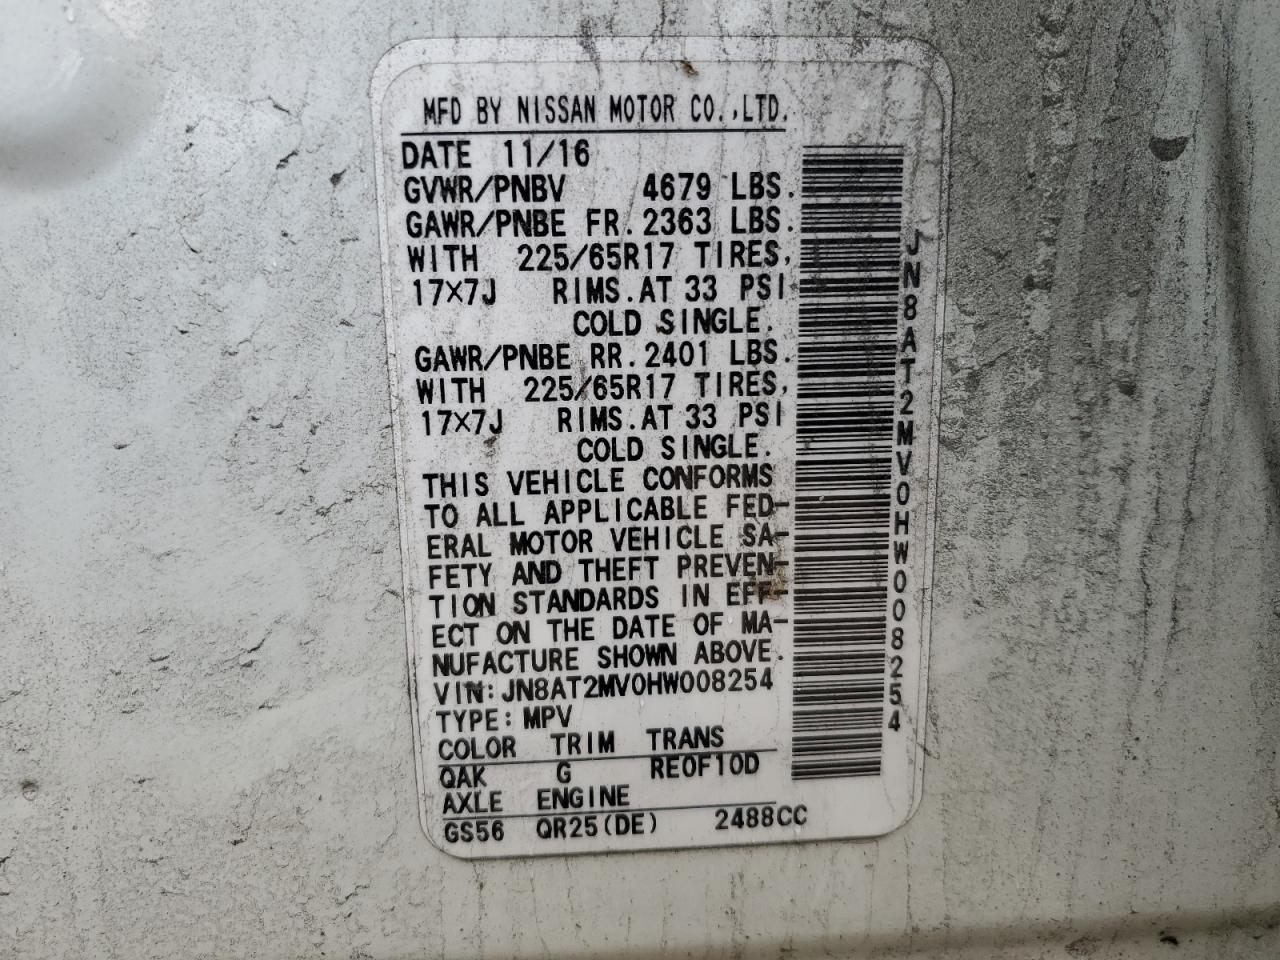 MFD BY NISSAN MOTOR CO.,LTD.
DATE 11/16
GVWR/PNBV 4679 LBS.
GAWR/PNBE FR. 2363 LBS.
WITH 225/65R17 TIRES,
17×7J RIMS. AT 33 PSI
COLD SINGLE.
GAWR/PNBE RR. 2401 LBS.
WITH 225/65R17 TIRES,
17×7J RIMS. AT 33 PSI
COLD SINGLE.
THIS VEHICLE CONFORMS
TO ALL APPLICABLE FED-
ERAL MOTOR VEHICLE SA-
FETY AND THEFT PREVEN-
TION STANDARDS IN EFF-
ECT ON THE DATE OF MA-
NUFACTURE SHOWN ABOVE.
VIN: JN8AT2MV0HW008254
TYPE: MPV
COLOR TRIM TRANS
QAK G RE0F10D
AXLE ENGINE
GS56 QR25(DE) 2488CC
JN8AT2MV0HW008254